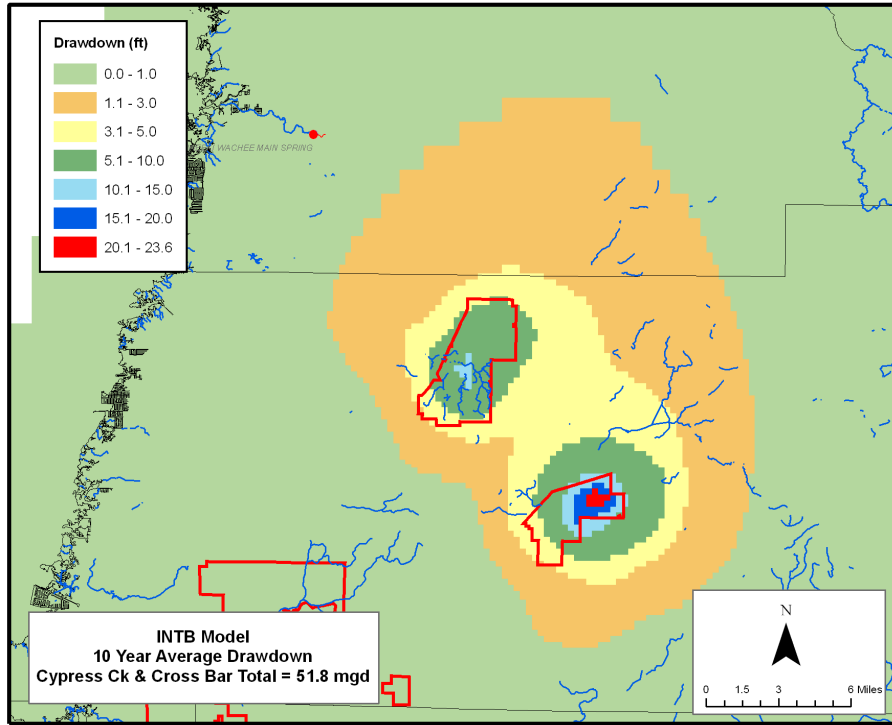 Drawdown (ft)
0.0 - 1.0
1.1 - 3.0
3.1 - 5.0
5.1 - 10.0
10.1 - 15.0
15.1 - 20.0
20.1 - 23.6
WACHEE MAIN SPRING
INTB Model
10 Year Average Drawdown
Cypress Ck & Cross Bar Total = 51.8 mgd
N
0 1.5 3 6 Miles